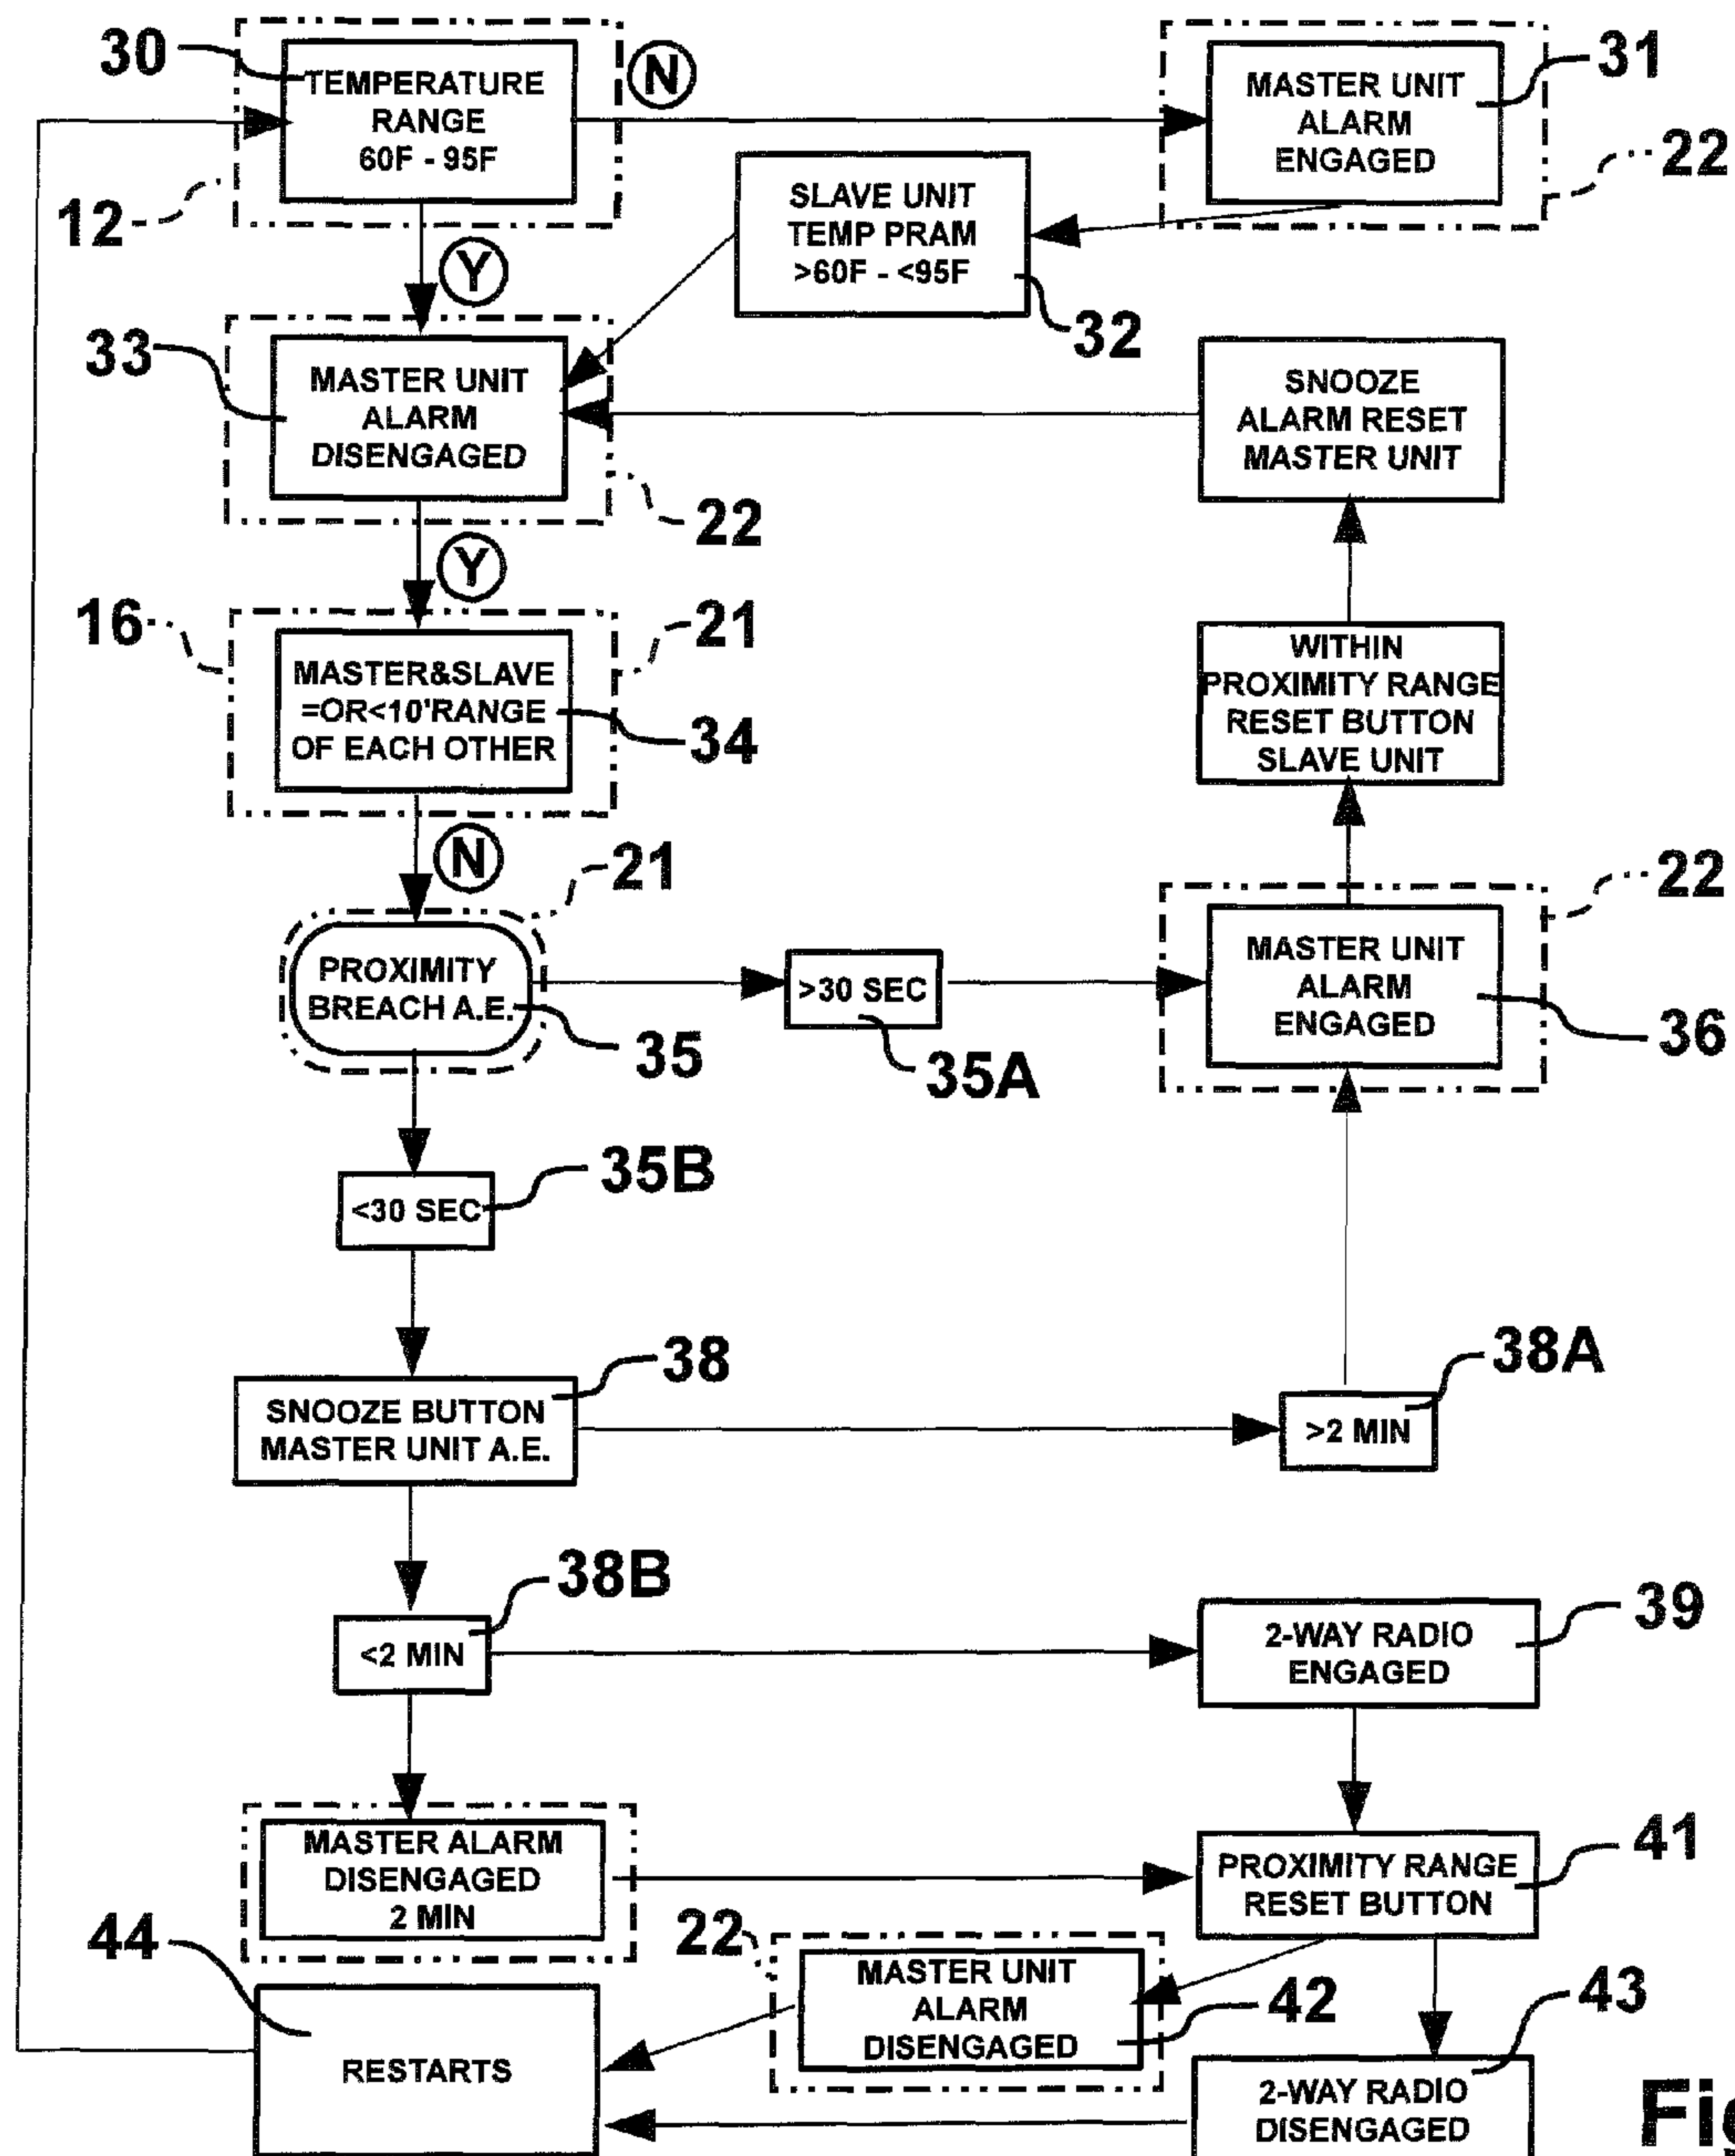 30
TEMPERATURE
RANGE
60F - 95F
N
MASTER UNIT
ALARM
ENGAGED
31
22
12
SLAVE UNIT
TEMP PRAM
>60F - <95F
32
Y
33
MASTER UNIT
ALARM
DISENGAGED
22
SNOOZE
ALARM RESET
MASTER UNIT
Y
16
21
MASTER&SLAVE
=OR<10'RANGE
OF EACH OTHER
34
WITHIN
PROXIMITY RANGE
RESET BUTTON
SLAVE UNIT
N
21
22
PROXIMITY
BREACH A.E.
35
>30 SEC
35A
MASTER UNIT
ALARM
ENGAGED
36
35B
<30 SEC
38
SNOOZE BUTTON
MASTER UNIT A.E.
38A
>2 MIN
38B
<2 MIN
39
2-WAY RADIO
ENGAGED
MASTER ALARM
DISENGAGED
2 MIN
41
PROXIMITY RANGE
RESET BUTTON
44
22
MASTER UNIT
ALARM
DISENGAGED
42
43
RESTARTS
2-WAY RADIO
DISENGAGED
Fig